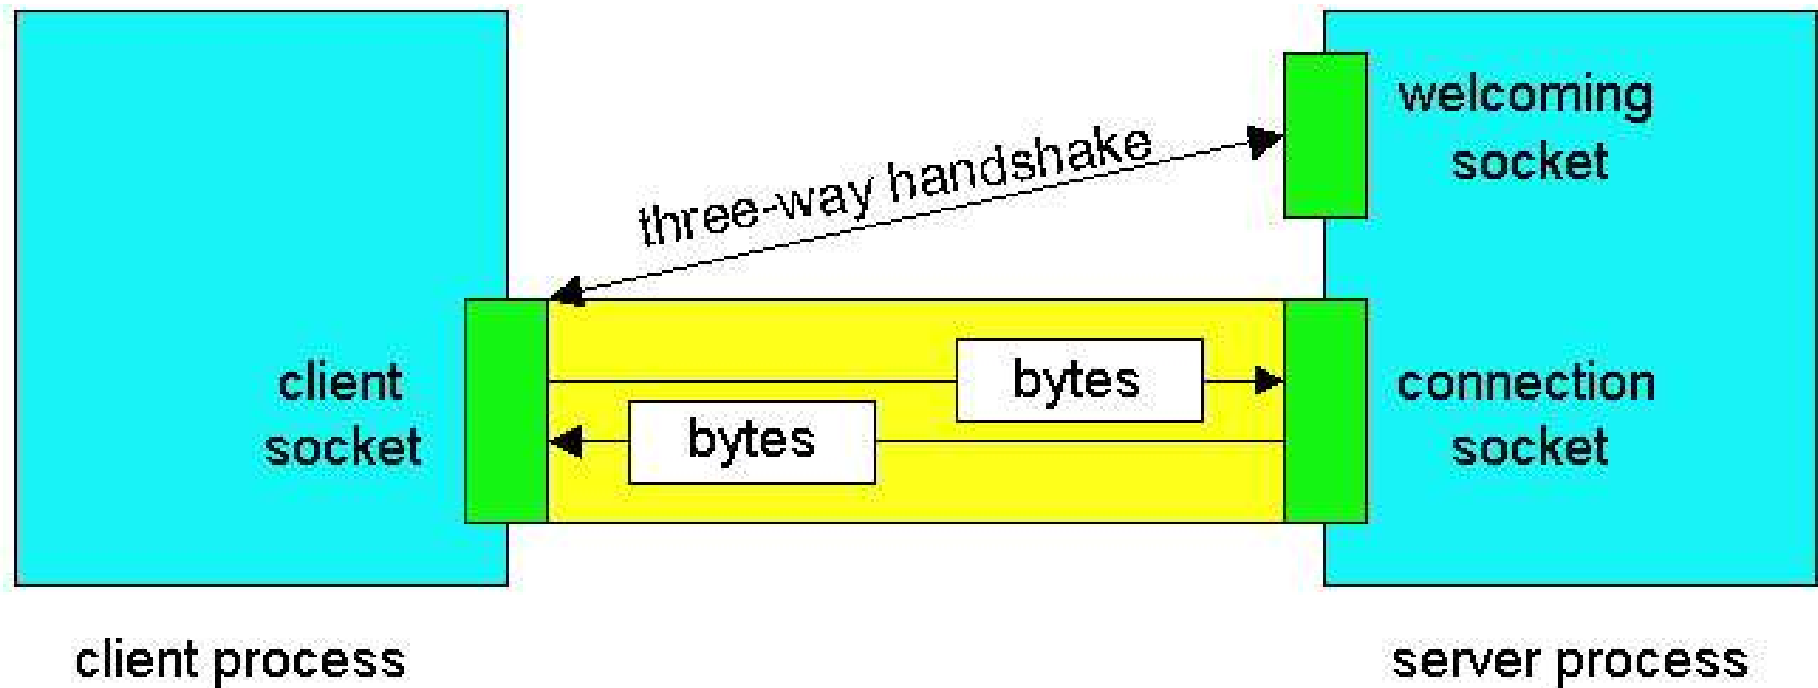 welcoming
socket
three-way handshake
client
socket
bytes
bytes
connection
socket
client process
server process